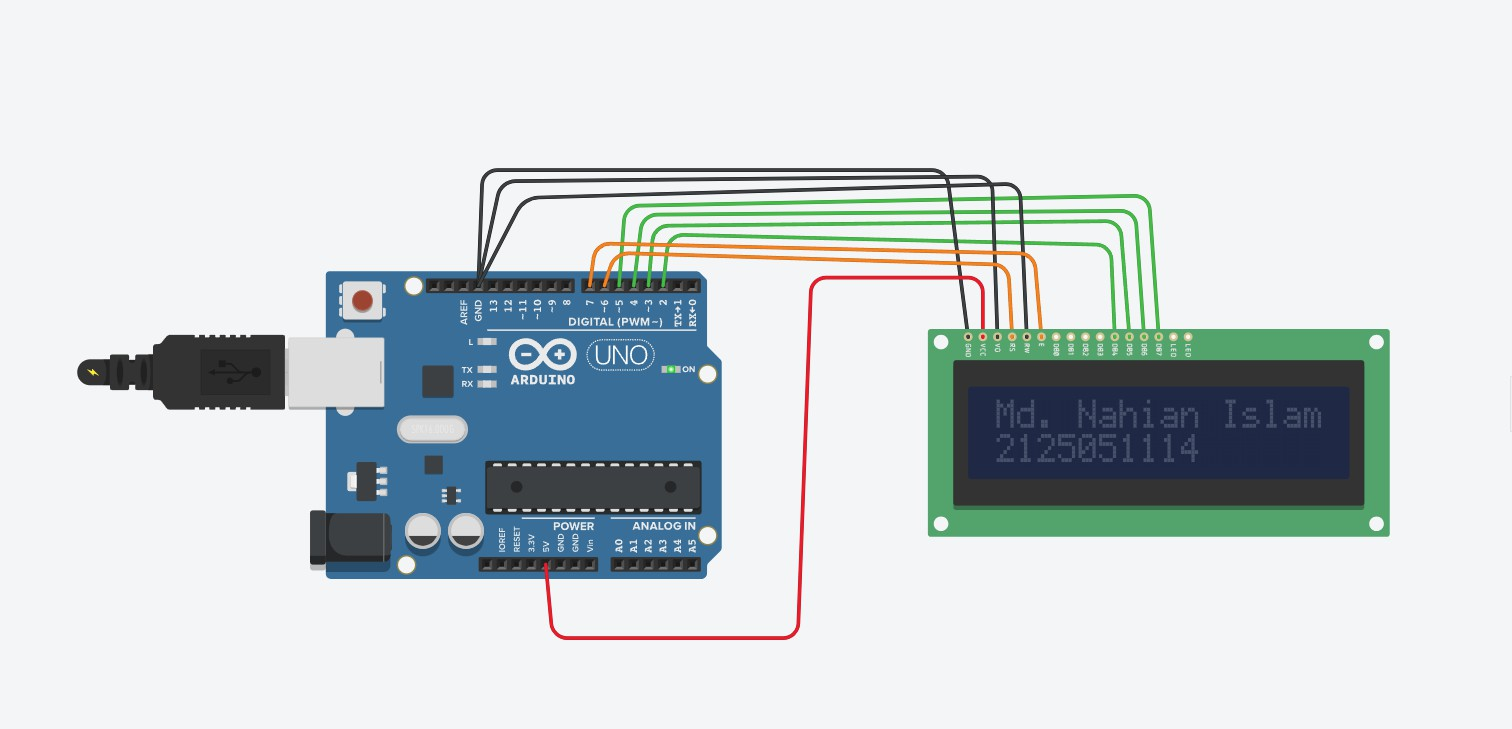 AREF
GND
13
12
~11
~10
~9
8
7
~6
~5
4
~3
2
TX→1
RX←0
DIGITAL (PWM~)
L
TX
RX
UNO
ARDUINO
ON
GND
VCC
VO
RS
RW
E
DB0
DB1
DB2
DB3
DB4
DB5
DB6
DB7
LED
LED
Md. Nahian Islam
2125051114
POWER
ANALOG IN
IOREF
RESET
3.3V
5V
GND
GND
Vin
A0
A1
A2
A3
A4
A5